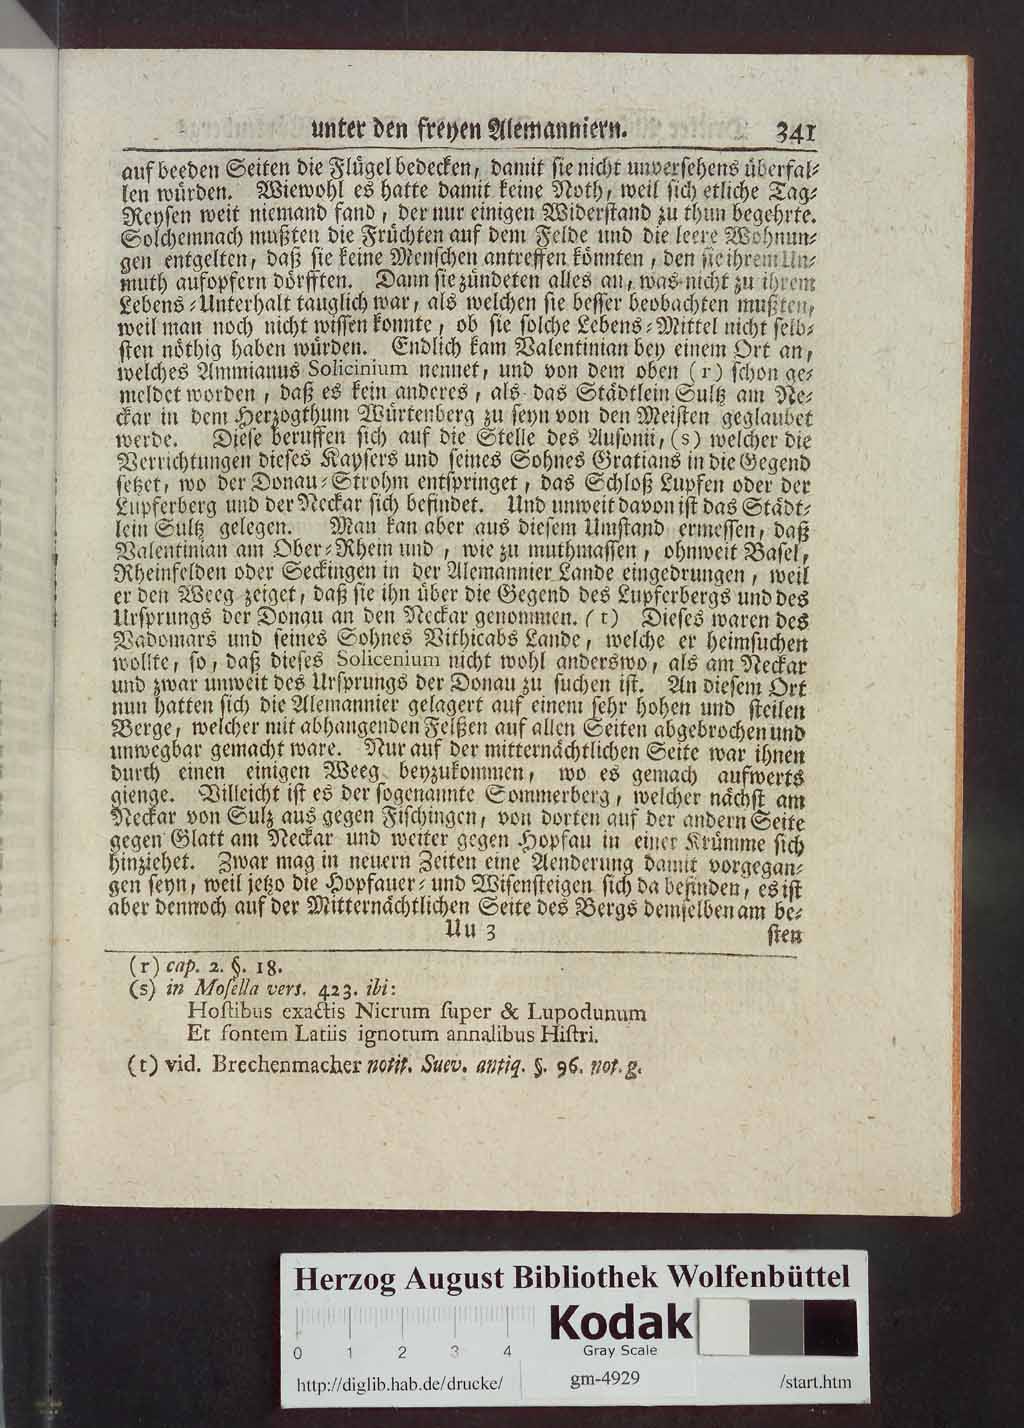 unter den freyen Alemanniern. 341
auf beeden Seiten die Flügel bedecken, damit sie nicht unversehens überfal-
len würden. Wiewohl es hatte damit keine Noth, weil sich etliche Tag-
Reysen weit niemand fand, der nur einigen Widerstand zu thun begehrte.
Solchemnach mußten die Früchten auf dem Felde und die leere Wohnun-
gen entgelten, daß sie keine Menschen antreffen könnten, den sie ihrem Un-
muth aufopfern dörfften. Dann sie zündeten alles an, was nicht zu ihrem
Lebens-Unterhalt tauglich war, als welchen sie besser beobachten mußten,
weil man noch nicht wissen konnte, ob sie solche Lebens-Mittel nicht selb-
sten nöthig haben würden. Endlich kam Valentinian bey einem Ort an,
welches Ammianus Solicinium nennet, und von dem oben (r) schon ge-
meldet worden, daß es kein anderes, als das Städtlein Sultz am Ne-
ckar in dem Herzogthum Würtenberg zu seyn von den Meisten geglaubet
werde. Diese beruffen sich auf die Stelle des Ausonii, (s) welcher die
Verrichtungen dieses Kaysers und seines Sohnes Gratians in die Gegend
setzet, wo der Donau-Strohm entspringet, das Schloß Lupfen oder der
Lupferberg und der Neckar sich befindet. Und unweit davon ist das Städt-
lein Sultz gelegen. Man kan aber aus diesem Umstand ermessen, daß
Valentinian am Ober-Rhein und, wie zu muthmassen, ohnweit Basel,
Rheinfelden oder Seckingen in der Alemannier Lande eingedrungen, weil
er den Weeg zeiget, daß sie ihn über die Gegend des Lupferbergs und des
Ursprungs der Donau an den Neckar genommen. (t) Dieses waren des
Vadomars und seines Sohnes Vithicabs Lande, welche er heimsuchen
wollte, so, daß dieses Solicenium nicht wohl anderswo, als am Neckar
und zwar unweit des Ursprungs der Donau zu suchen ist. An diesem Ort
nun hatten sich die Alemannier gelagert auf einem sehr hohen und steilen
Berge, welcher mit abhangenden Felßen auf allen Seiten abgebrochen und
unwegbar gemacht ware. Nur auf der mitternächtlichen Seite war ihnen
durch einen einigen Weeg beyzukommen, wo es gemach aufwerts
gienge. Villeicht ist es der sogenannte Sommerberg, welcher nächst am
Neckar von Sulz aus gegen Fischingen, von dorten auf der andern Seite
gegen Glatt am Neckar und weiter gegen Hopfau in einer Krümme sich
hinziehet. Zwar mag in neuern Zeiten eine Aenderung damit vorgegan-
gen seyn, weil jetzo die Hopfauer- und Wisensteigen sich da befinden, es ist
aber dennoch auf der Mitternächtlichen Seite des Bergs demselben am be-
Uu 3 sten
(r) cap. 2. §. 18.
(s) in Mosella vers. 423. ibi:
Hostibus exactis Nicrum super & Lupodunum
Et fontem Latiis ignotum annalibus Histri.
(t) vid. Brechenmacher notit. Suev. antiq. §. 96. not. g.
Herzog August Bibliothek Wolfenbüttel
0 1 2 3 4
Kodak
Gray Scale
http://diglib.hab.de/drucke/ gm-4929 /start.htm